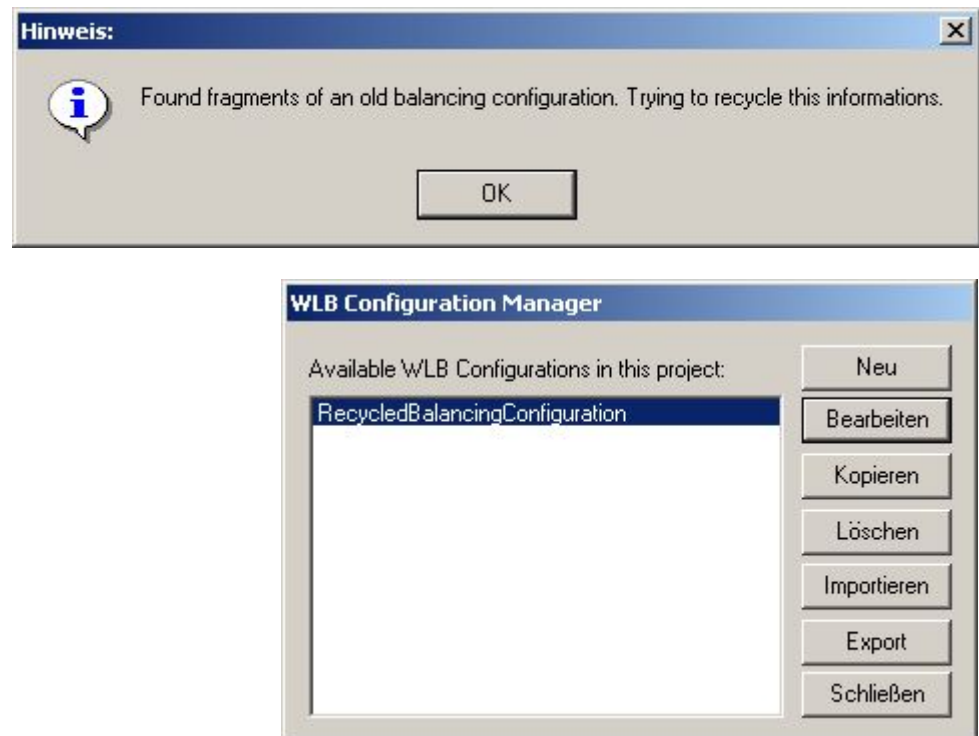 Hinweis:
Found fragments of an old balancing configuration. Trying to recycle this informations.
OK
WLB Configuration Manager
Available WLB Configurations in this project:
RecycledBalancingConfiguration
Neu
Bearbeiten
Kopieren
Löschen
Importieren
Export
Schließen